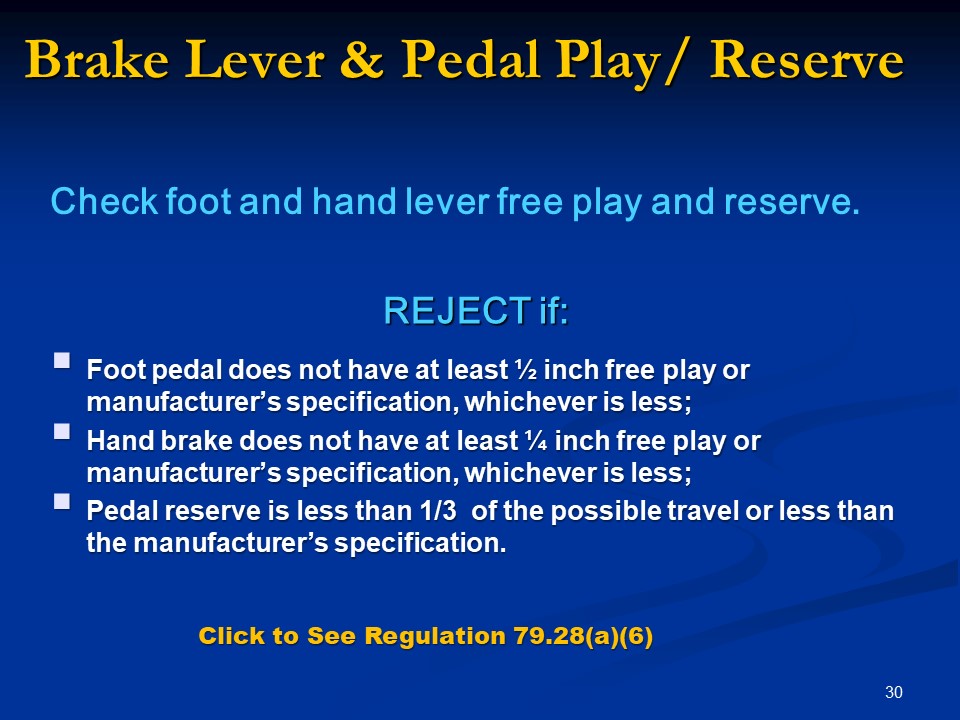 Brake Lever & Pedal Play/ Reserve
Check foot and hand lever free play and reserve.
REJECT if:
▪ Foot pedal does not have at least ½ inch free play or
manufacturer’s specification, whichever is less;
▪ Hand brake does not have at least ¼ inch free play or
manufacturer’s specification, whichever is less;
▪ Pedal reserve is less than 1/3  of the possible travel or less than
the manufacturer’s specification.
Click to See Regulation 79.28(a)(6)
30